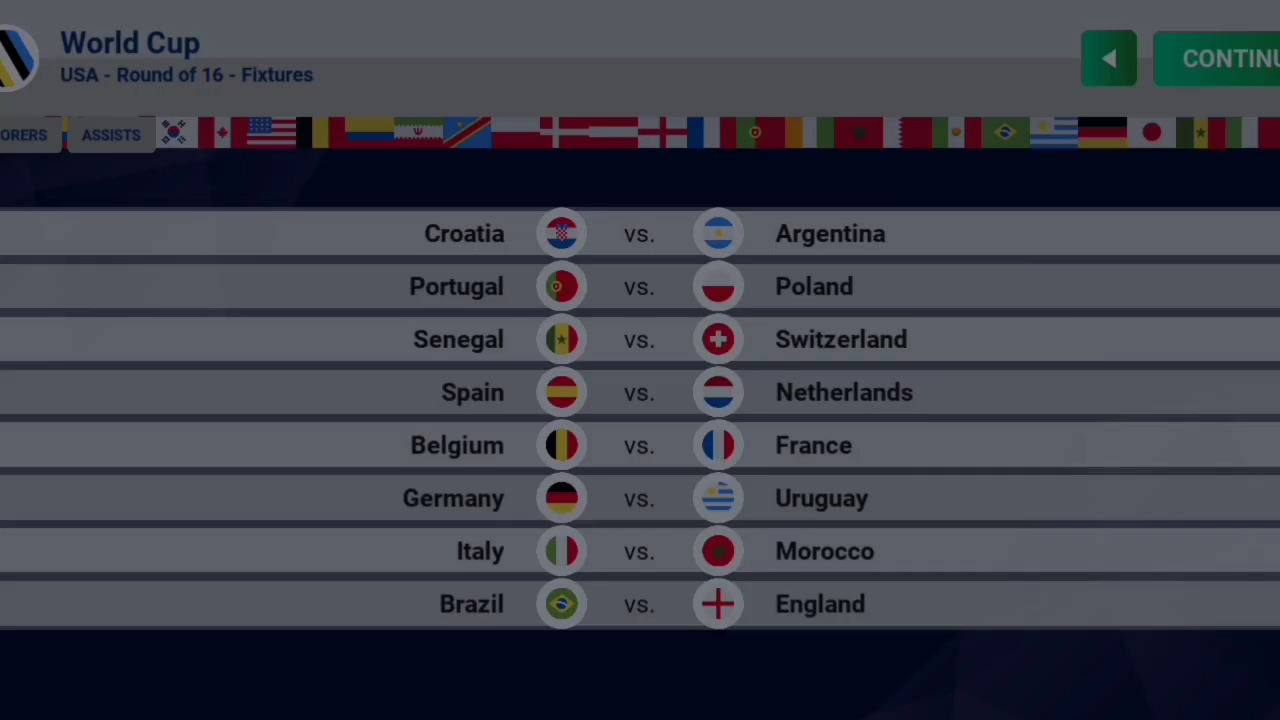 World Cup
USA - Round of 16 - Fixtures
ORERS
ASSISTS
CONTINU
Croatia vs. Argentina
Portugal vs. Poland
Senegal vs. Switzerland
Spain vs. Netherlands
Belgium vs. France
Germany vs. Uruguay
Italy vs. Morocco
Brazil vs. England